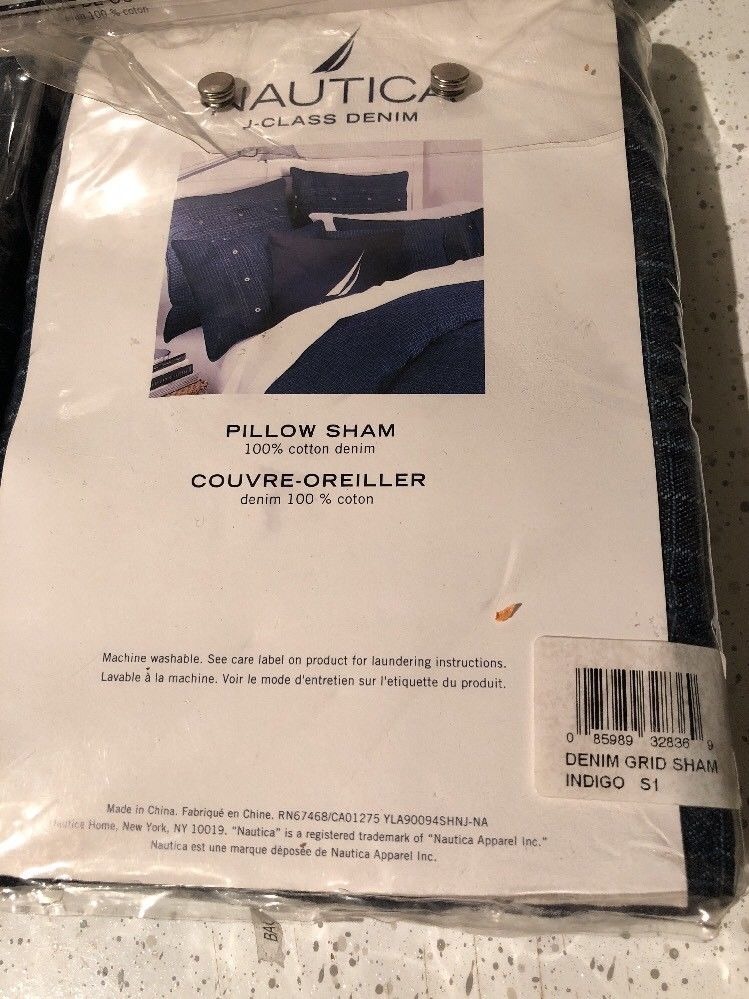 100 % coton
NAUTICA
J-CLASS DENIM
PILLOW SHAM
100% cotton denim
COUVRE-OREILLER
denim 100 % coton
Machine washable. See care label on product for laundering instructions.
Lavable à la machine. Voir le mode d'entretien sur l'etiquette du produit.
0 85989 32836 9
DENIM GRID SHAM
INDIGO S1
Made in China. Fabriqué en Chine. RN67468/CA01275 YLA90094SHNJ-NA
Nautica Home, New York, NY 10019. "Nautica" is a registered trademark of "Nautica Apparel Inc."
Nautica est une marque déposée de Nautica Apparel Inc.